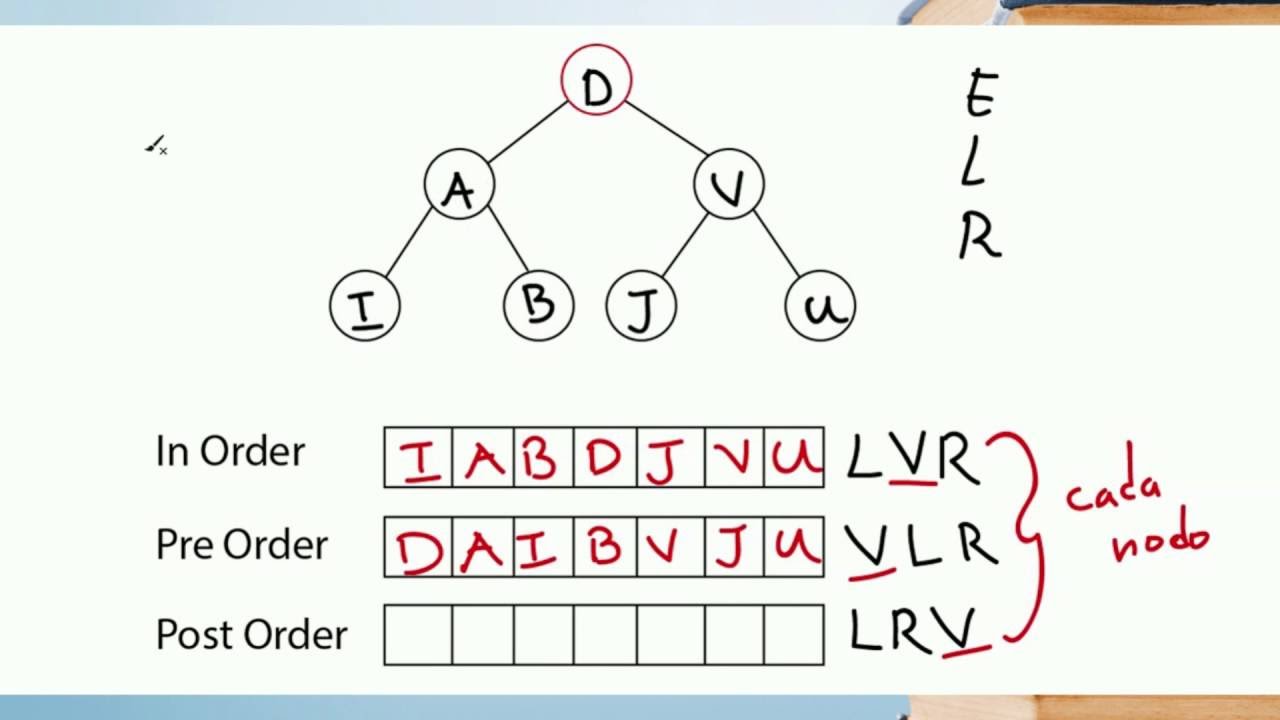 D
E
A
V
L
R
I
B
J
U
In Order I A B D J V U LVR
cada
nodo
Pre Order D A I B V J U VLR
Post Order LRV